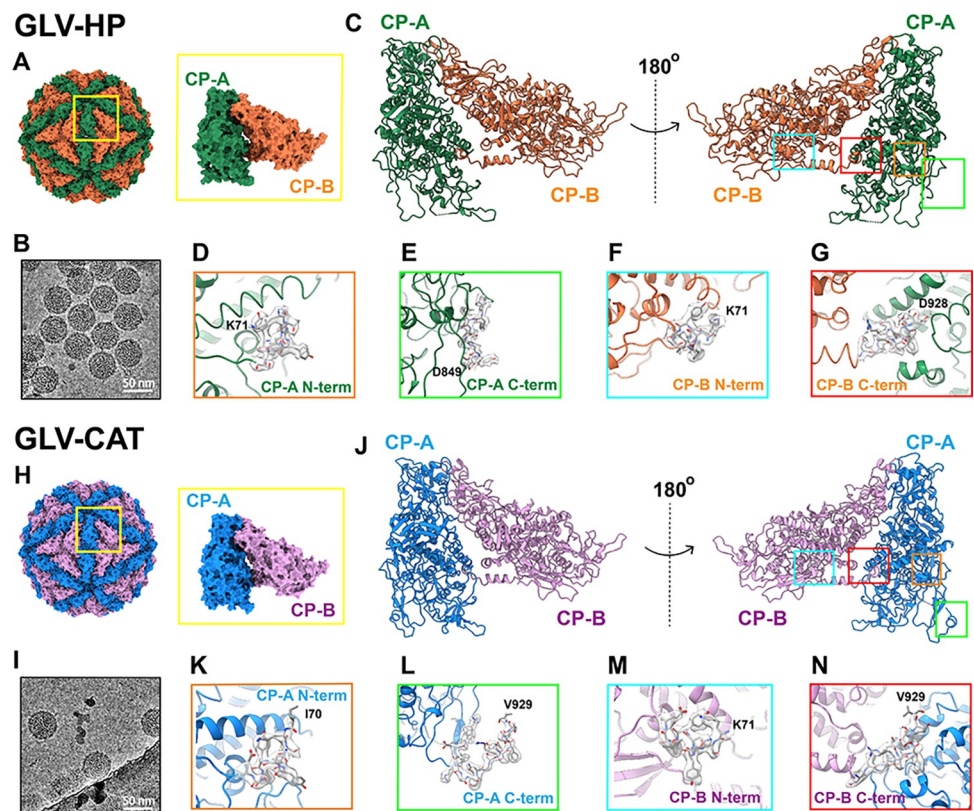 GLV-HP
A
CP-A
CP-B
C
CP-A
CP-B
180°
CP-A
CP-B
B
50 nm
D
K71
CP-A N-term
E
D849
CP-A C-term
F
K71
CP-B N-term
G
D928
CP-B C-term
GLV-CAT
H
CP-A
CP-B
J
CP-A
CP-B
180°
CP-A
CP-B
I
50 nm
K
CP-A N-term
I70
L
V929
CP-A C-term
M
K71
CP-B N-term
N
V929
CP-B C-term